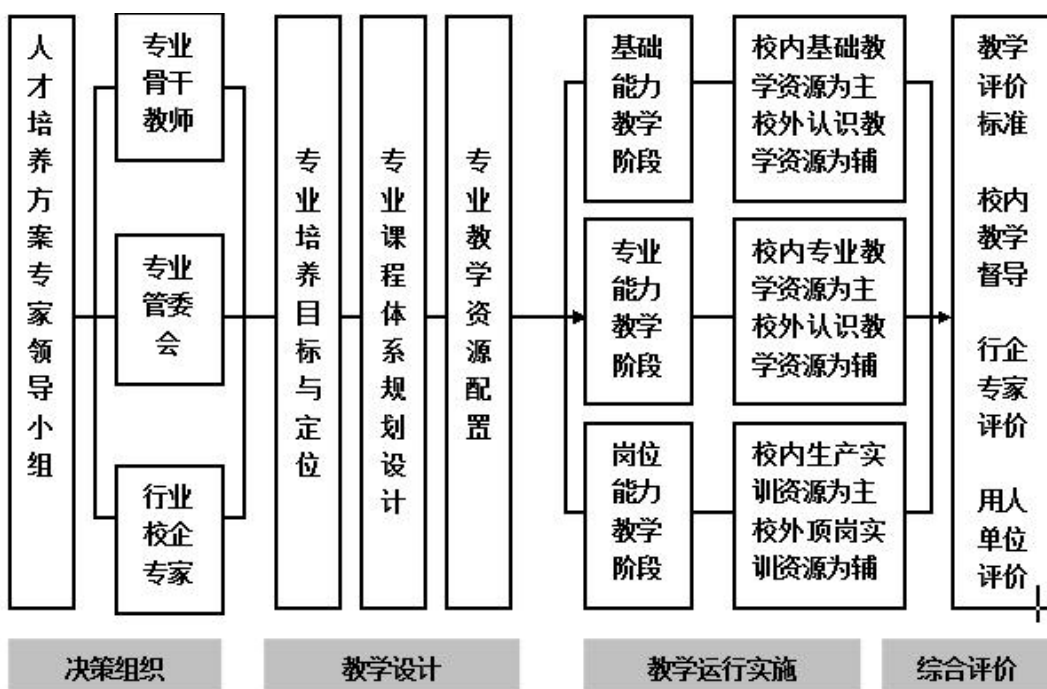 人才培养方案专家领导小组
专业
骨干
教师
专业
管委
会
行业
校企
专家
专业培养目标与定位
专业课程体系规划设计
专业教学资源配置
基础
能力
教学
阶段
校内基础教
学资源为主
校外认识教
学资源为辅
专业
能力
教学
阶段
校内专业教
学资源为主
校外认识教
学资源为辅
岗位
能力
教学
阶段
校内生产实
训资源为主
校外顶岗实
训资源为辅
教学
评价
标准
校内
教学
督导
行企
专家
评价
用人
单位
评价
决策组织
教学设计
教学运行实施
综合评价